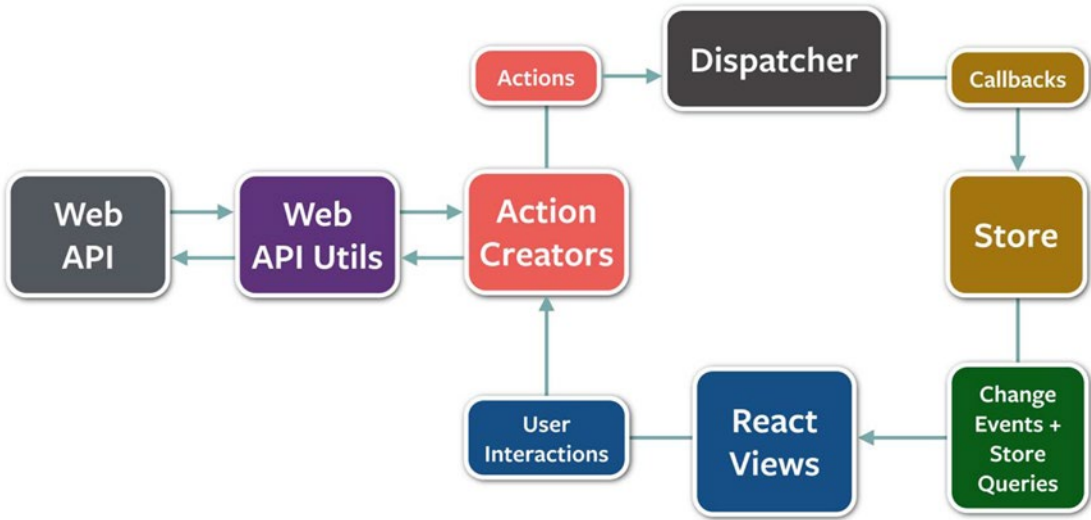 Actions
Dispatcher
Callbacks
Web
API
Web
API Utils
Action
Creators
Store
User
Interactions
React
Views
Change
Events +
Store
Queries